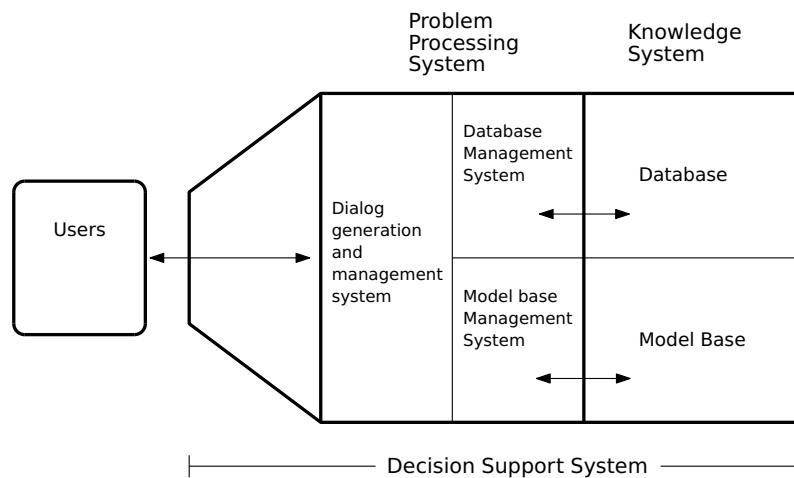 Problem
Processing
System
Knowledge
System
Users
Dialog
generation
and
management
system
Database
Management
System
Database
Model base
Management
System
Model Base
Decision Support System